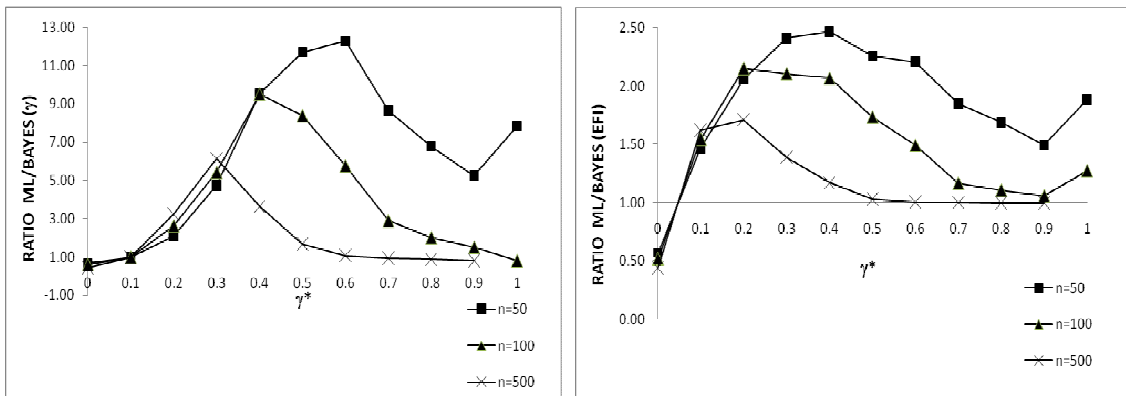 RATIO ML/BAYES (γ)
13.00
11.00
9.00
7.00
5.00
3.00
1.00
-1.00
0 0.1 0.2 0.3 0.4 0.5 0.6 0.7 0.8 0.9 1
γ*
n=50
n=100
n=500
RATIO ML/BAYES (EFI)
2.50
2.00
1.50
1.00
0.50
0.00
0 0.1 0.2 0.3 0.4 0.5 0.6 0.7 0.8 0.9 1
γ*
n=50
n=100
n=500